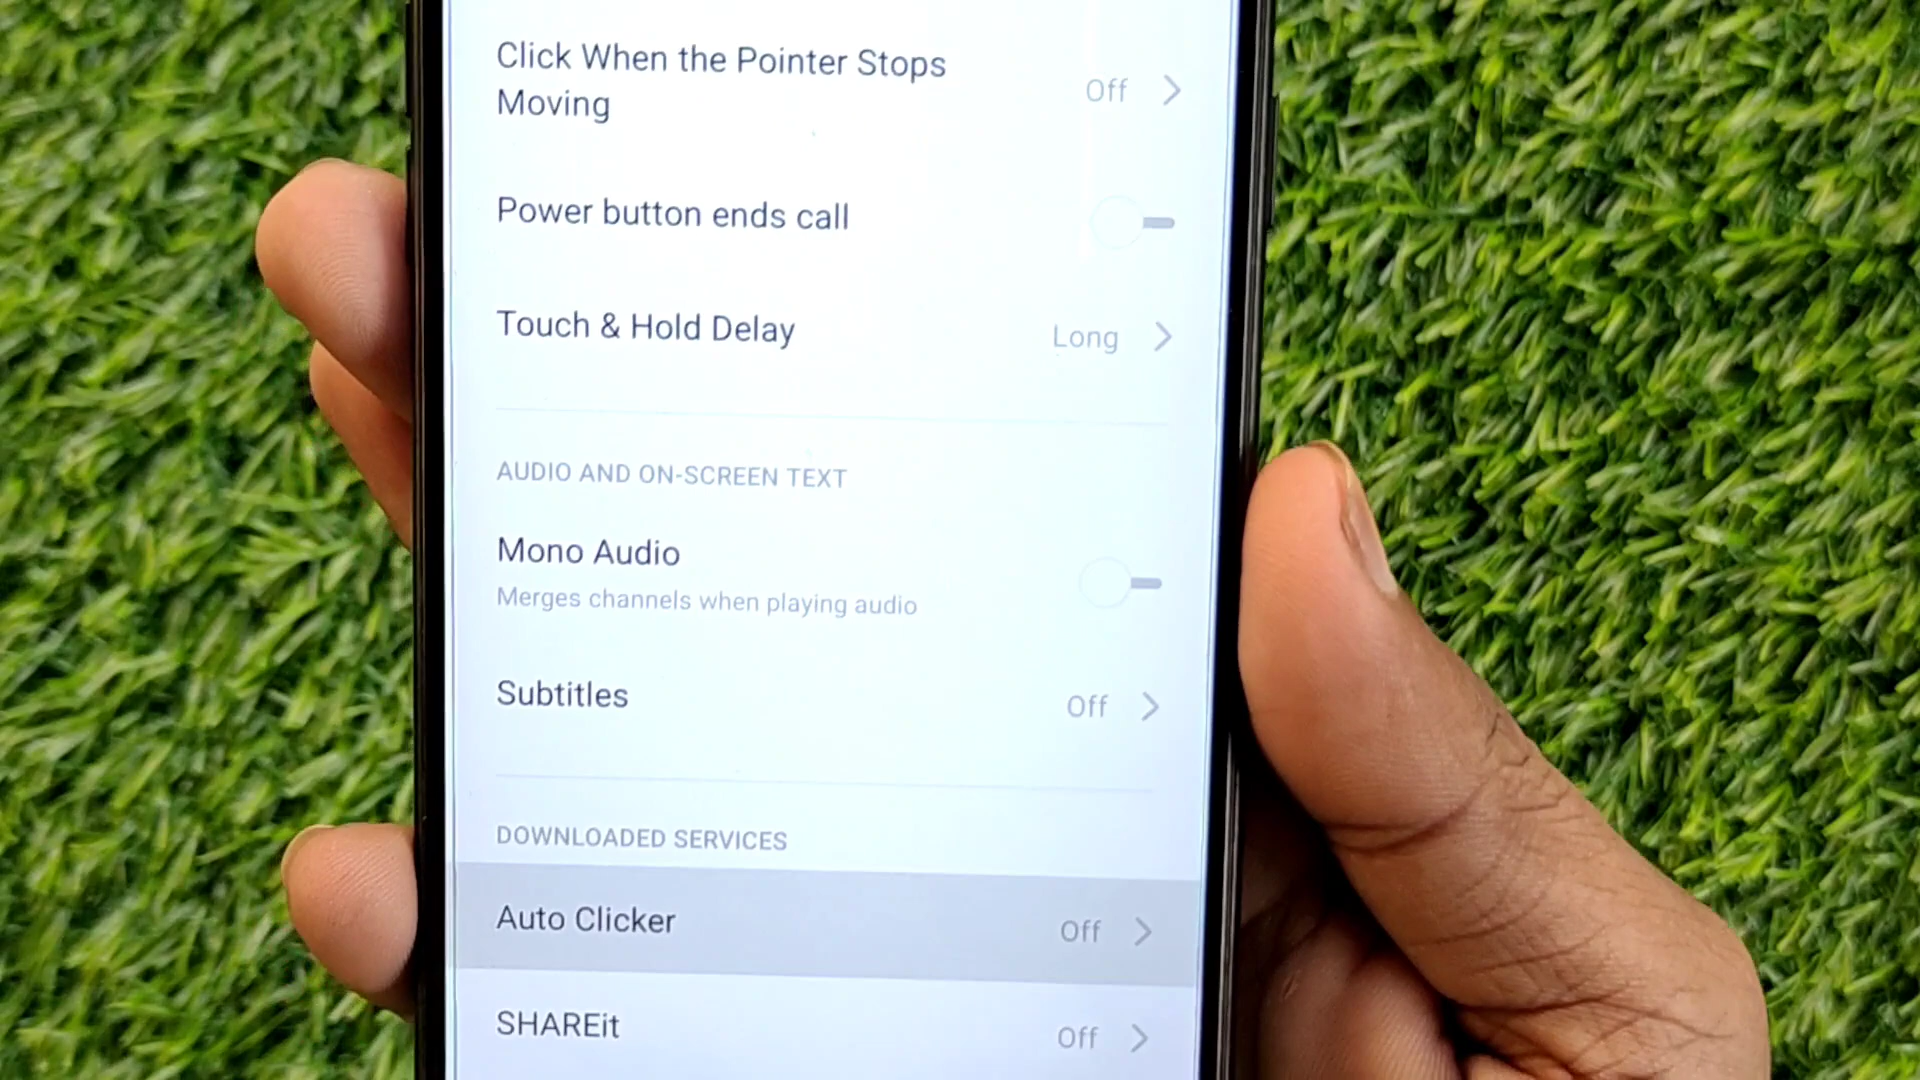 Click When the Pointer Stops
Moving
Off
Power button ends call
Touch & Hold Delay
Long
AUDIO AND ON-SCREEN TEXT
Mono Audio
Merges channels when playing audio
Subtitles
Off
DOWNLOADED SERVICES
Auto Clicker
Off
SHAREit
Off